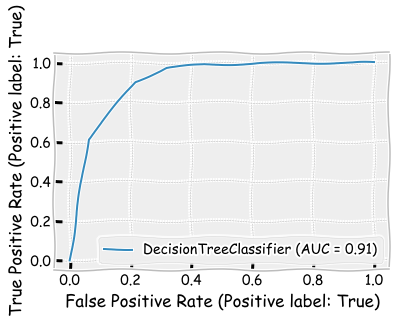 True Positive Rate (Positive label: True)
1.0
0.8
0.6
0.4
0.2
0.0
DecisionTreeClassifier (AUC = 0.91)
0.0 0.2 0.4 0.6 0.8 1.0
False Positive Rate (Positive label: True)